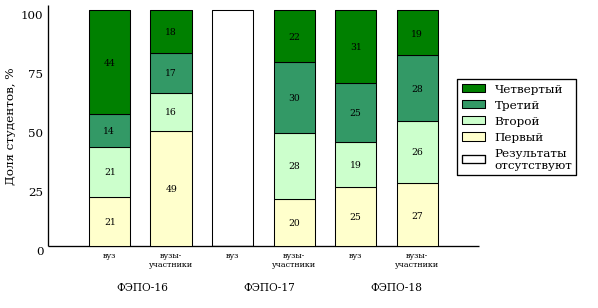 100
75
50
25
0
Доля студентов, %
44
14
21
21
18
17
16
49
22
30
28
20
31
25
19
25
19
28
26
27
вуз
вузы-
участники
вуз
вузы-
участники
вуз
вузы-
участники
ФЭПО-16
ФЭПО-17
ФЭПО-18
Четвертый
Третий
Второй
Первый
Результаты
отсутствуют